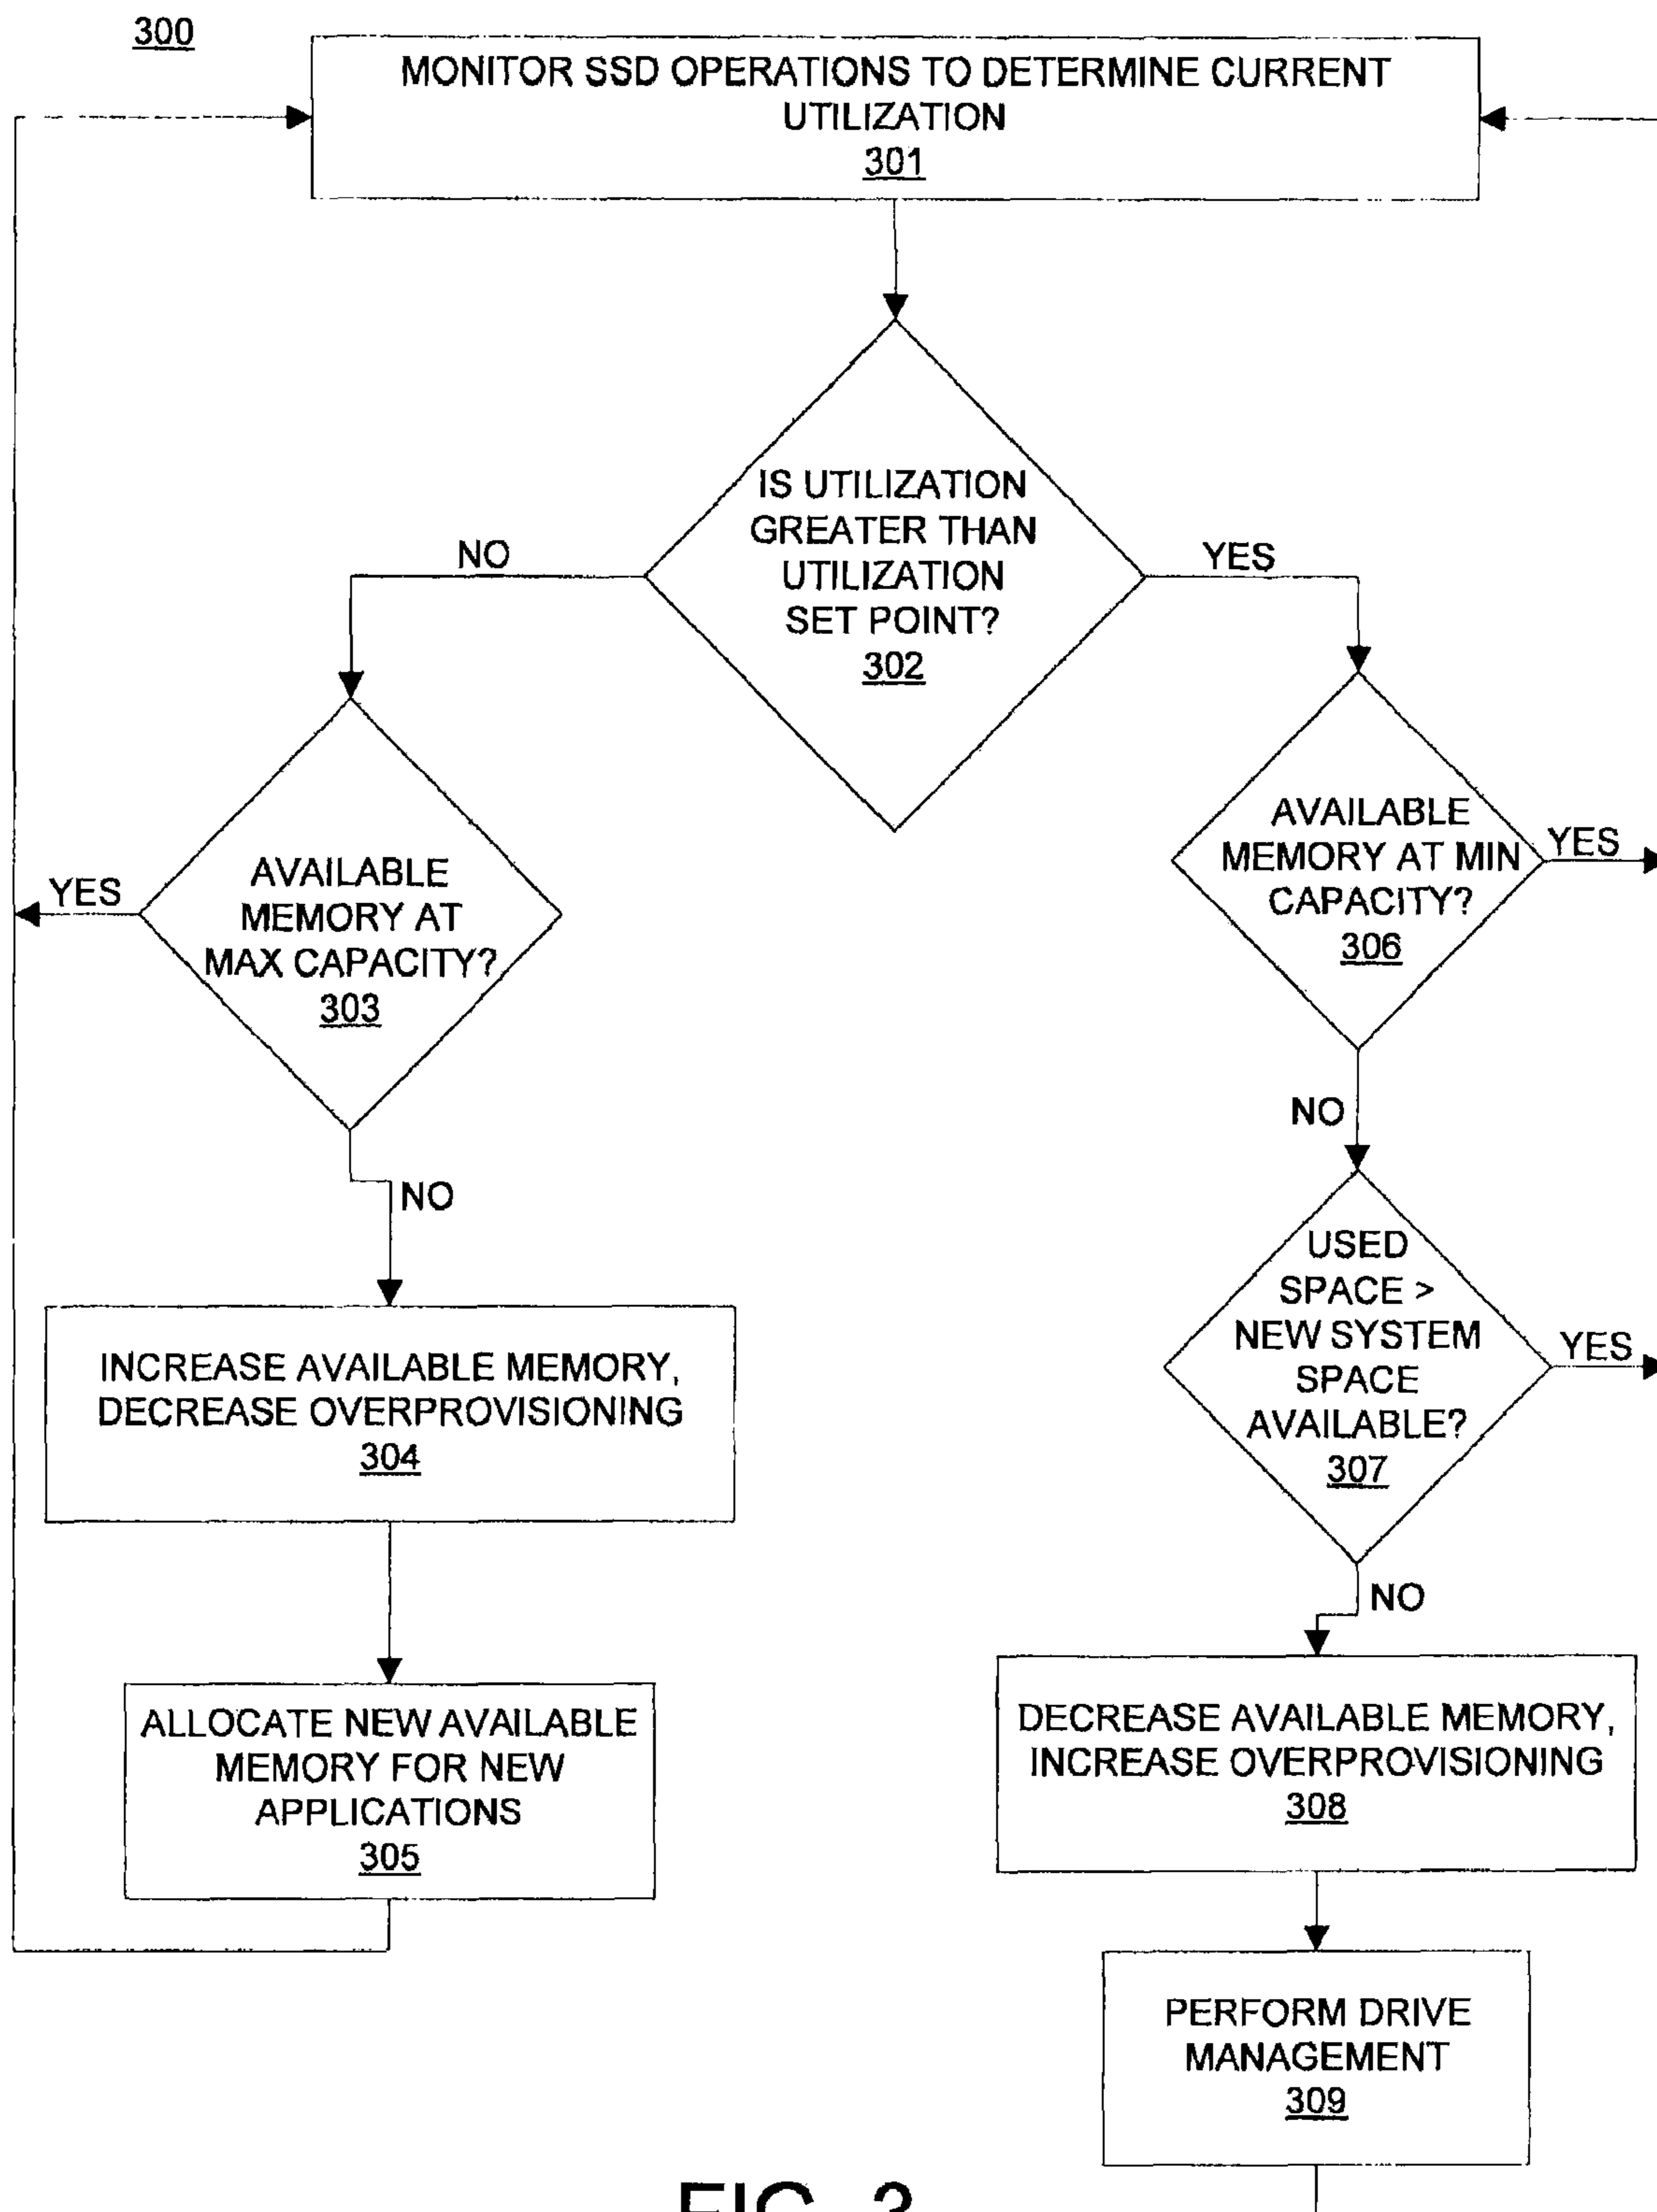 300
MONITOR SSD OPERATIONS TO DETERMINE CURRENT
UTILIZATION
301
IS UTILIZATION
GREATER THAN
UTILIZATION
SET POINT?
302
NO
YES
AVAILABLE
MEMORY AT
MAX CAPACITY?
303
YES
AVAILABLE
MEMORY AT MIN
CAPACITY?
306
YES
NO
NO
USED
SPACE >
NEW SYSTEM
SPACE
AVAILABLE?
307
YES
INCREASE AVAILABLE MEMORY,
DECREASE OVERPROVISIONING
304
NO
ALLOCATE NEW AVAILABLE
MEMORY FOR NEW
APPLICATIONS
305
DECREASE AVAILABLE MEMORY,
INCREASE OVERPROVISIONING
308
PERFORM DRIVE
MANAGEMENT
309
FIG. 3